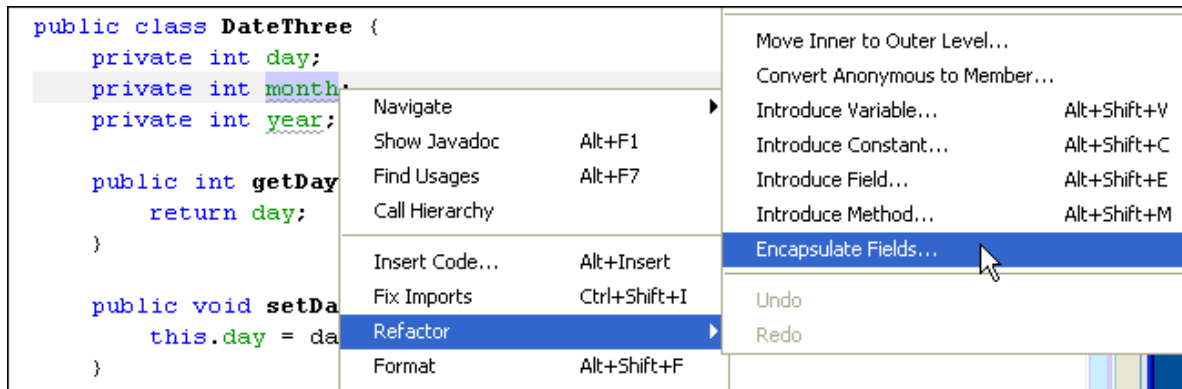 public class DateThree {
private int day;
private int month;
private int year;
public int getDay
return day;
}
public void setDa
this.day = da
}
Navigate
Show Javadoc Alt+F1
Find Usages Alt+F7
Call Hierarchy
Insert Code... Alt+Insert
Fix Imports Ctrl+Shift+I
Refactor
Format Alt+Shift+F
Move Inner to Outer Level...
Convert Anonymous to Member...
Introduce Variable... Alt+Shift+V
Introduce Constant... Alt+Shift+C
Introduce Field... Alt+Shift+E
Introduce Method... Alt+Shift+M
Encapsulate Fields...
Undo
Redo